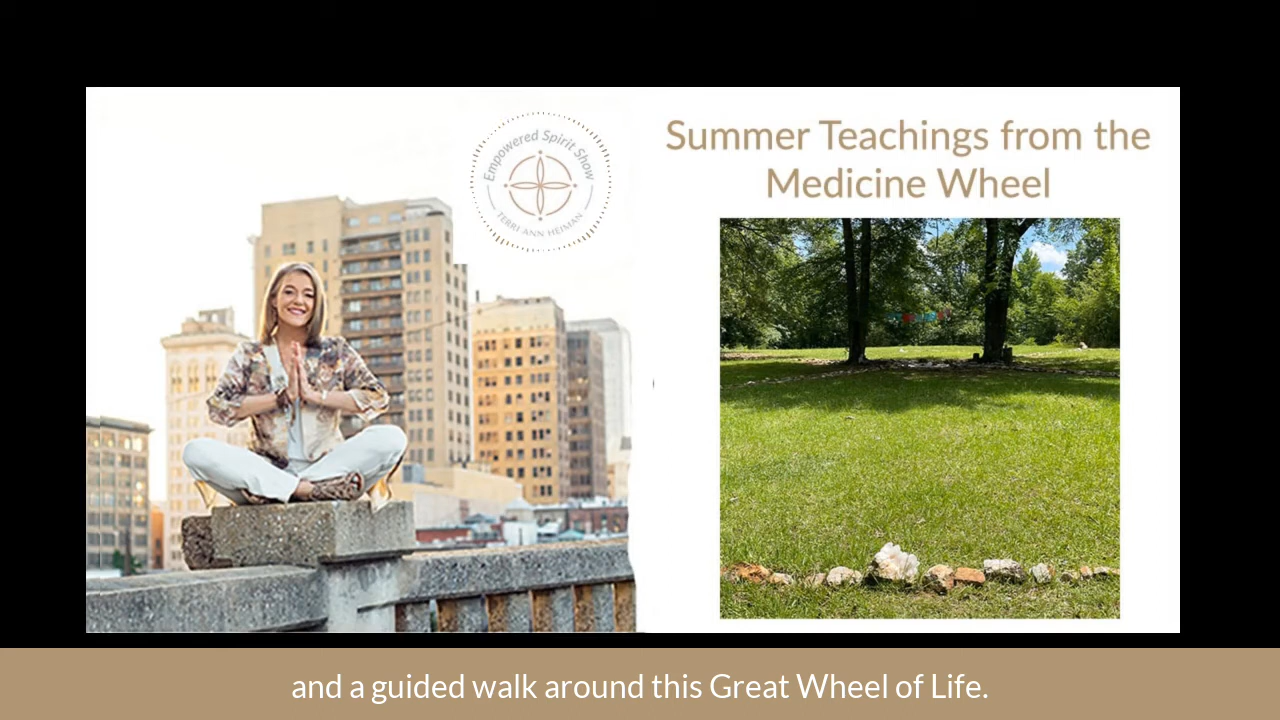 Empowered Spirit Show
TERRI ANN HEIMAN
Summer Teachings from the
Medicine Wheel
and a guided walk around this Great Wheel of Life.